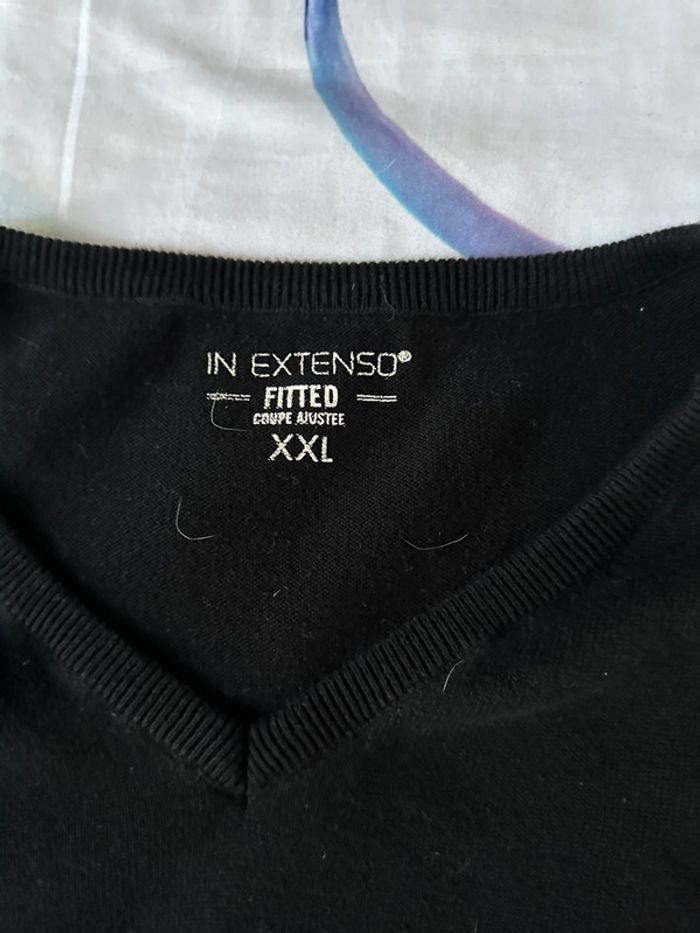 IN EXTENSO®
FITTED
COUPE AJUSTEE
XXL